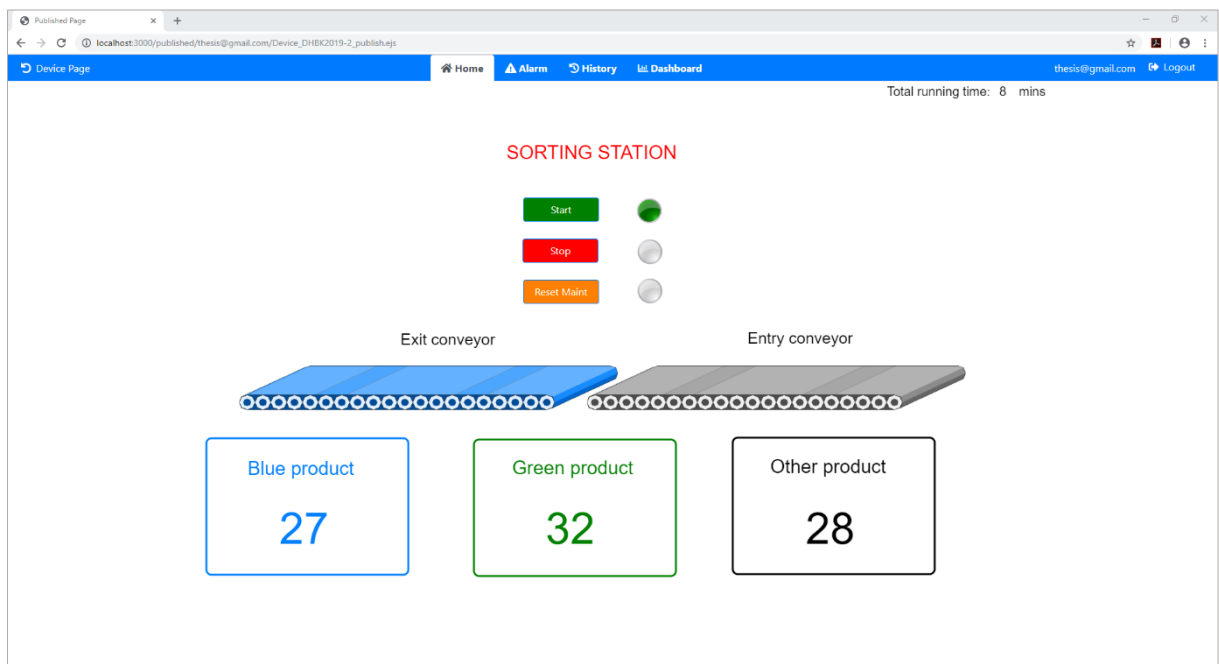 Published Page
localhost:3000/published/thesis@gmail.com/Device_DHBK2019-2_publish.ejs
Device Page Home Alarm History Dashboard thesis@gmail.com Logout
Total running time: 8 mins
SORTING STATION
Start
Stop
Reset Maint
Exit conveyor Entry conveyor
Blue product Green product Other product
27 32 28